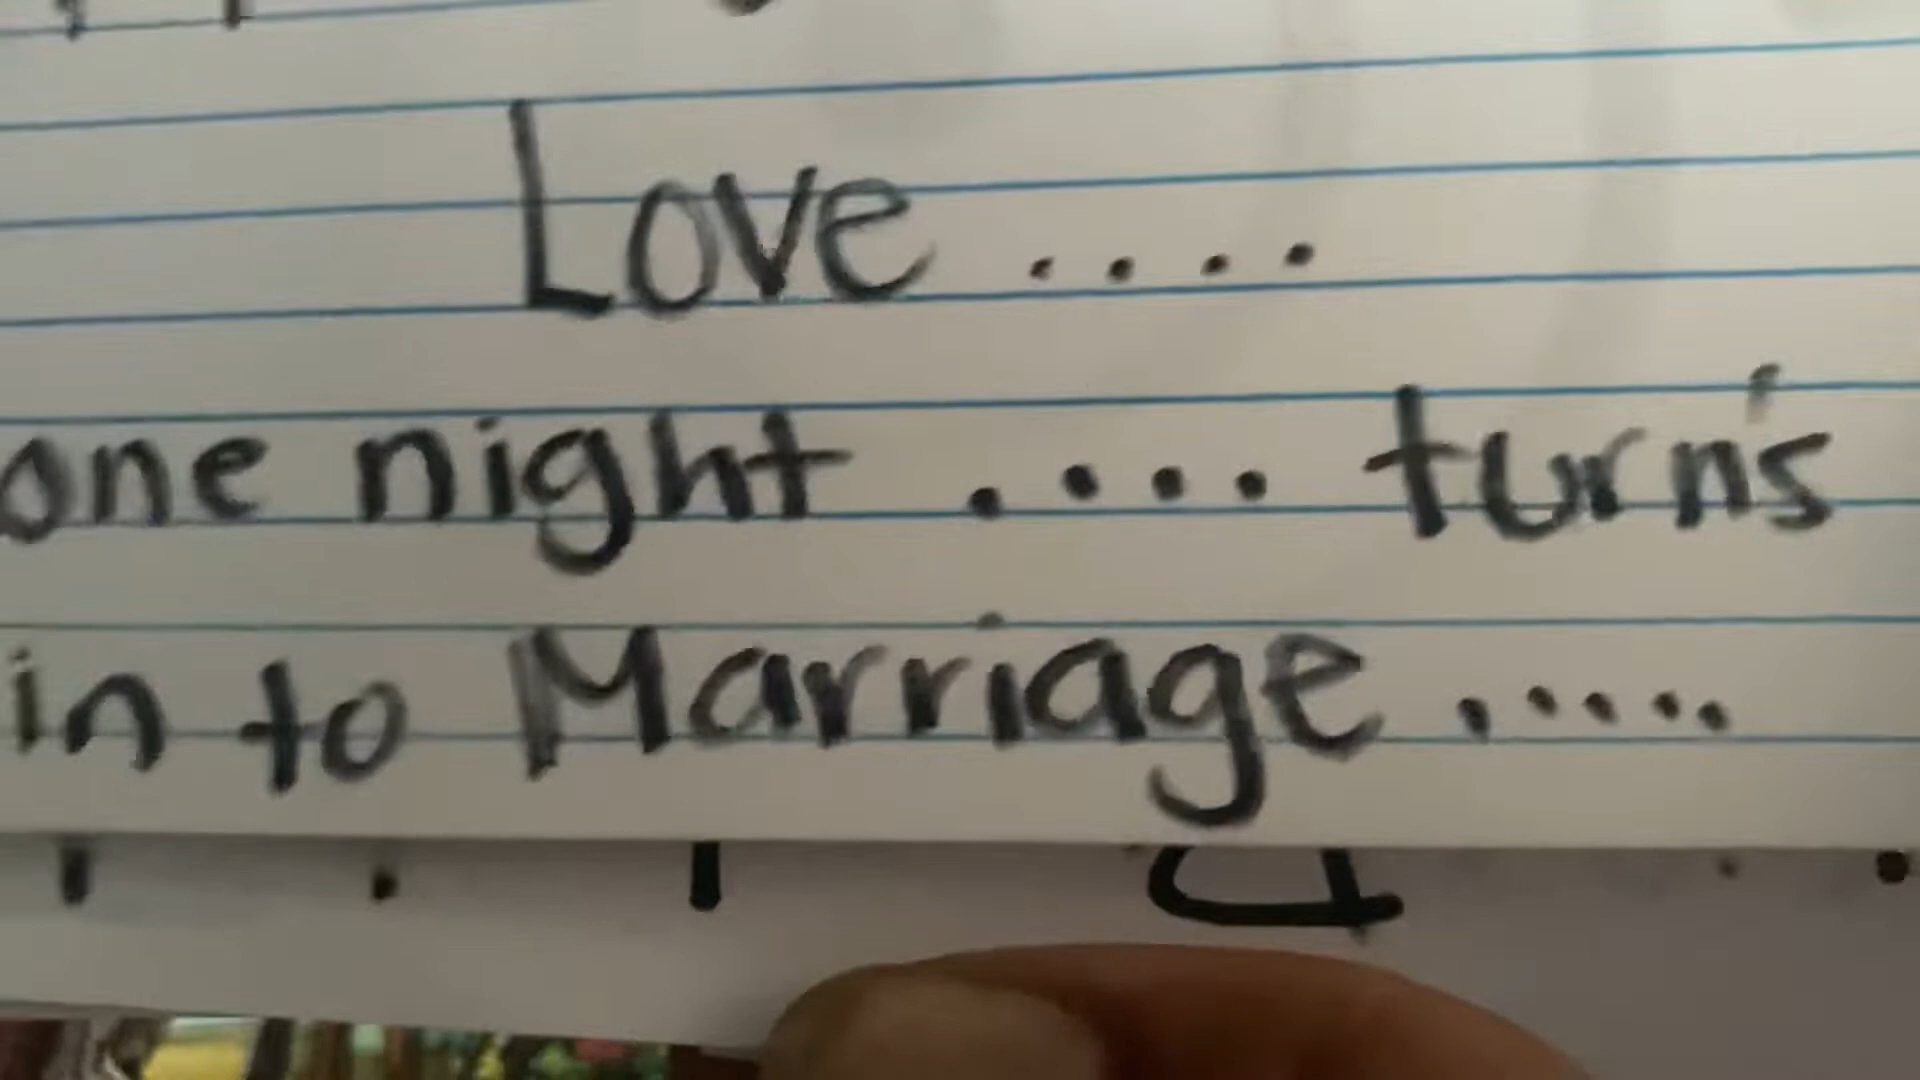 Love ....
one night .... turn's
in to Marriage .....